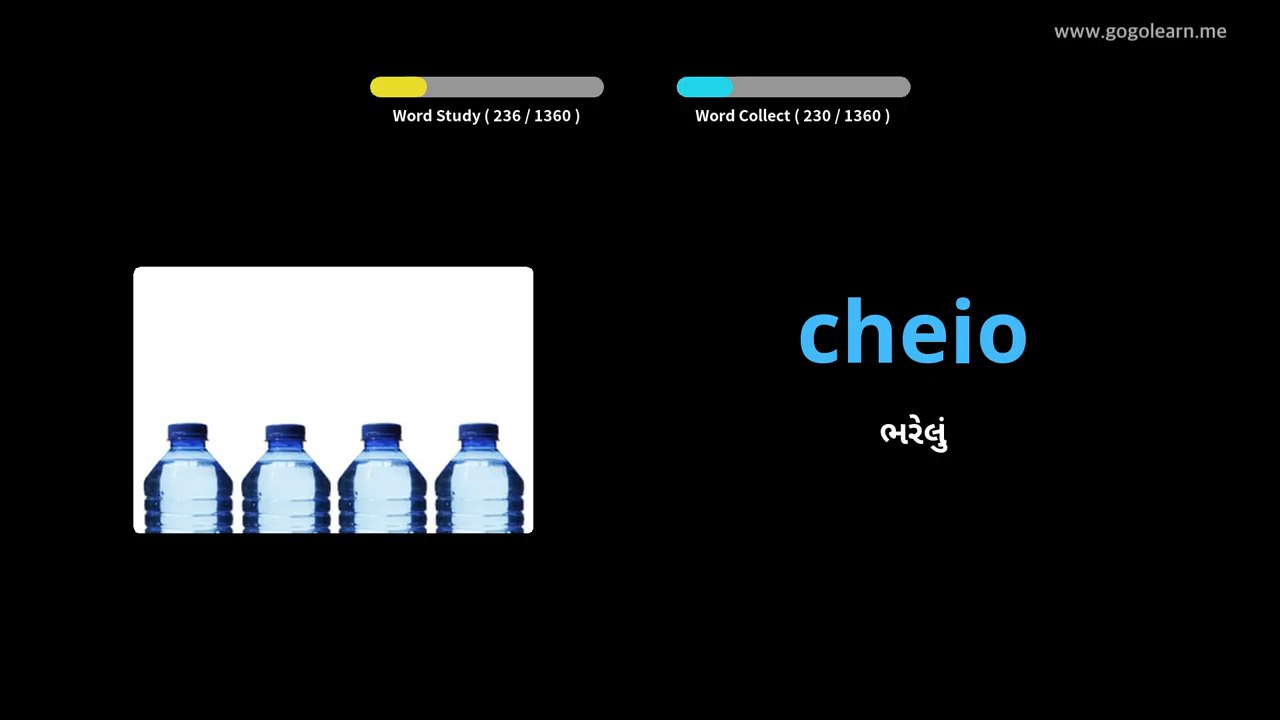 www.gogolearn.me
Word Study ( 236 / 1360 )
Word Collect ( 230 / 1360 )
cheio
ભરેલું